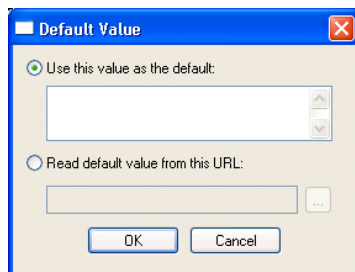 Default Value
Use this value as the default:
Read default value from this URL:
...
OK
Cancel